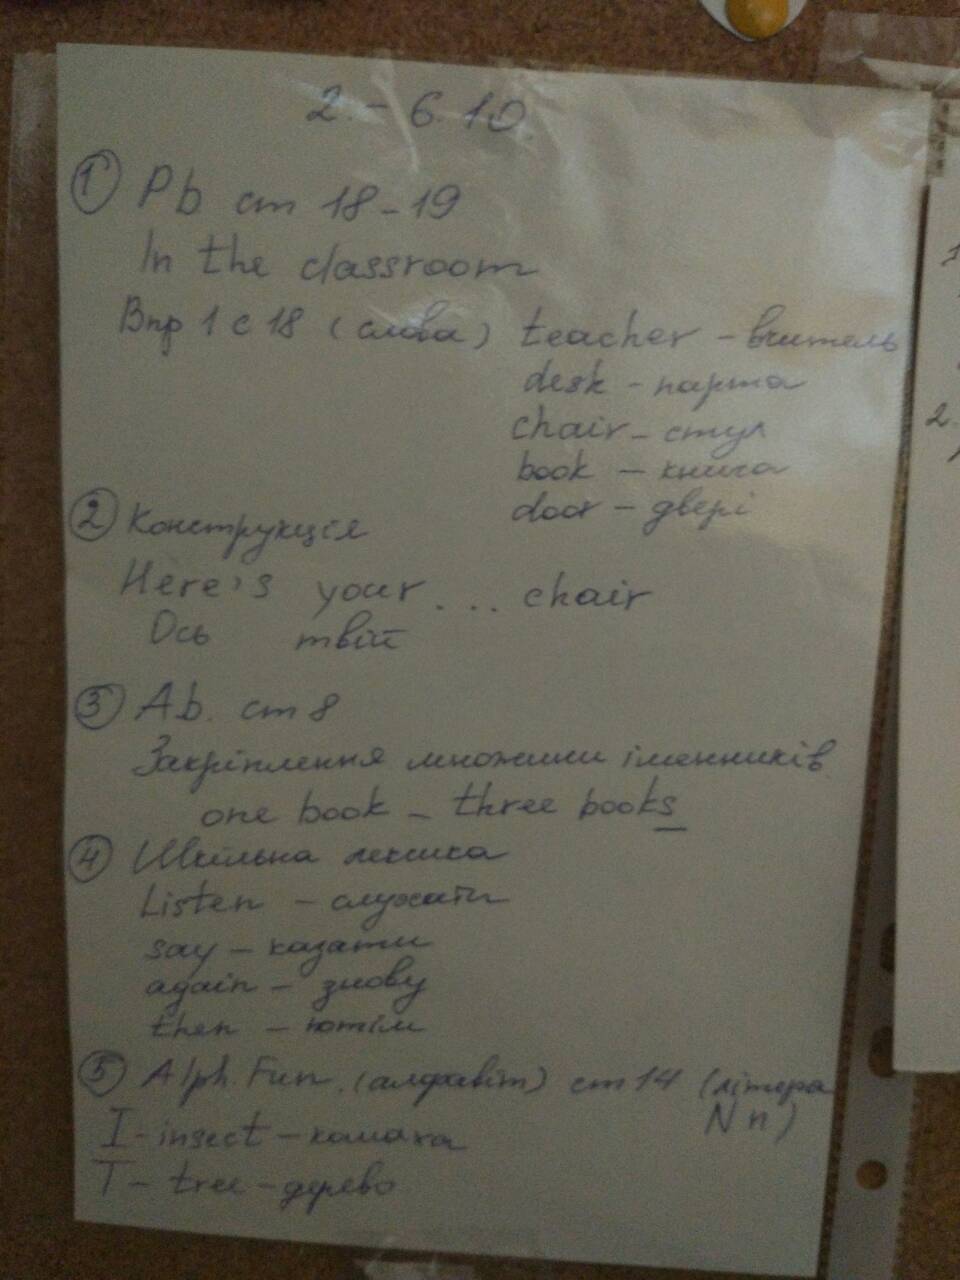 2.-6.10.
① Pb ст 18-19
In the classroom
Впр 1 с 18 (слова) teacher - вчитель
desk - парта
chair - стул
book - книга
door - двері
② Конструкція
Here's your ... chair
Ось твій
③ Ab. ст 8
Закріплення множини іменників
one book - three books
④ Шкільна лексика
Listen - слухати
say - казати
again - знову
then - потім
⑤ Alph. Fun. (алфавіт) ст 14 (літера
N n)
I - insect - комаха
T - tree - дерево
1
2.